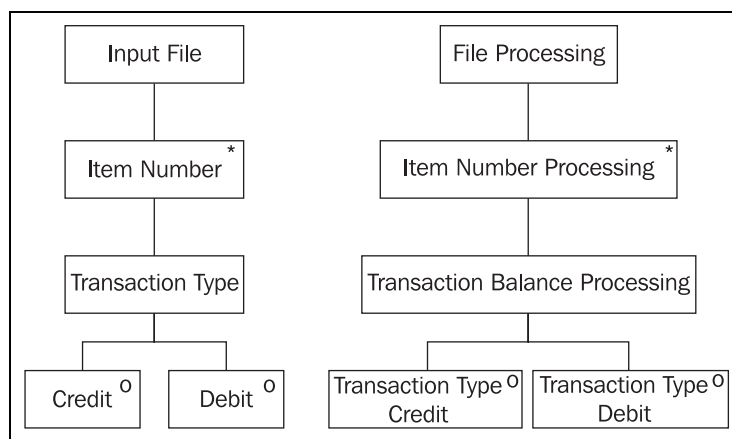 Input File
Item Number *
Transaction Type
Credit O
Debit O
File Processing
Item Number Processing *
Transaction Balance Processing
Transaction Type O
Credit
Transaction Type O
Debit